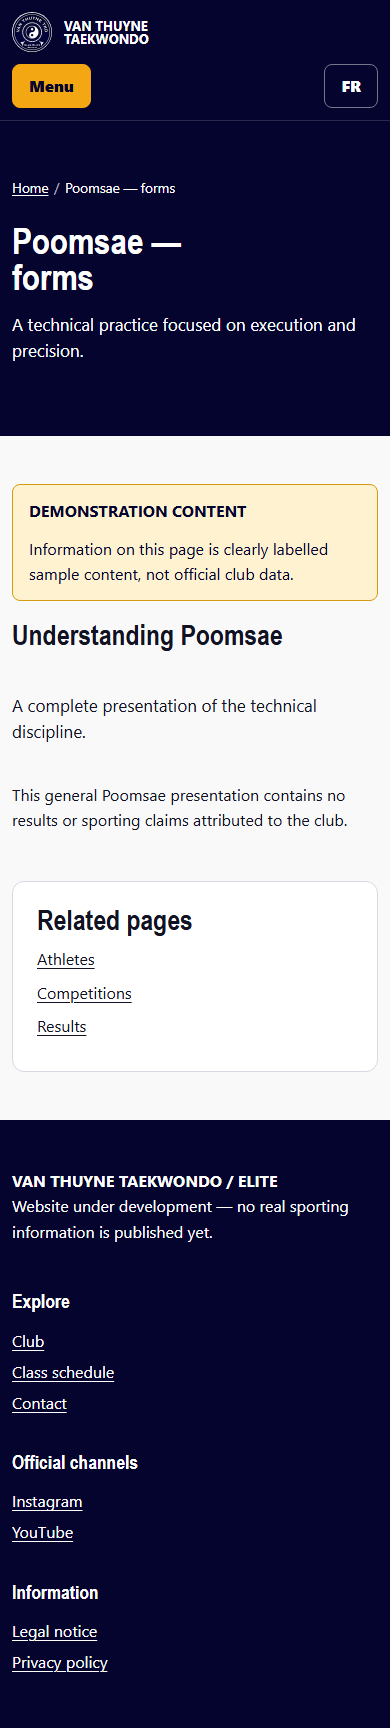 VAN THUYNE
TAEKWONDO
Menu
FR
Home / Poomsae — forms
Poomsae —
forms
A technical practice focused on execution and
precision.
DEMONSTRATION CONTENT
Information on this page is clearly labelled
sample content, not official club data.
Understanding Poomsae
A complete presentation of the technical
discipline.
This general Poomsae presentation contains no
results or sporting claims attributed to the club.
Related pages
Athletes
Competitions
Results
VAN THUYNE TAEKWONDO / ELITE
Website under development — no real sporting
information is published yet.
Explore
Club
Class schedule
Contact
Official channels
Instagram
YouTube
Information
Legal notice
Privacy policy